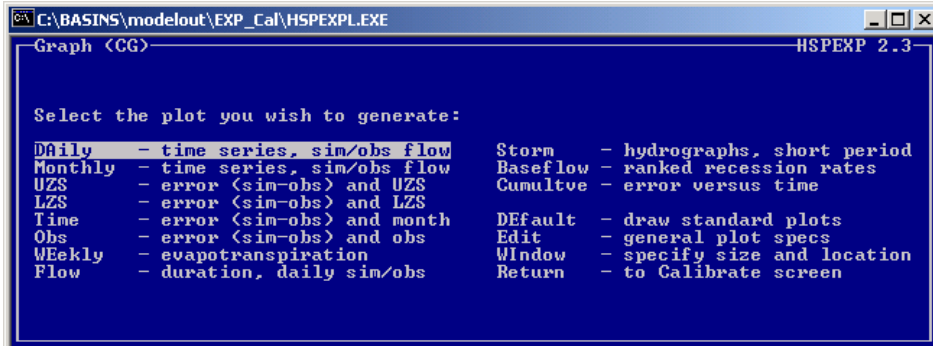 C:\BASINS\modelout\EXP_Cal\HSPEXPL.EXE
Graph (CG) HSPEXP 2.3
Select the plot you wish to generate:
DAily - time series, sim/obs flow
Monthly - time series, sim/obs flow
UZS - error (sim-obs) and UZS
LZS - error (sim-obs) and LZS
Time - error (sim-obs) and month
Obs - error (sim-obs) and obs
WEekly - evapotranspiration
Flow - duration, daily sim/obs
Storm - hydrographs, short period
Baseflow - ranked recession rates
Cumultve - error versus time
DEfault - draw standard plots
Edit - general plot specs
WIndow - specify size and location
Return - to Calibrate screen